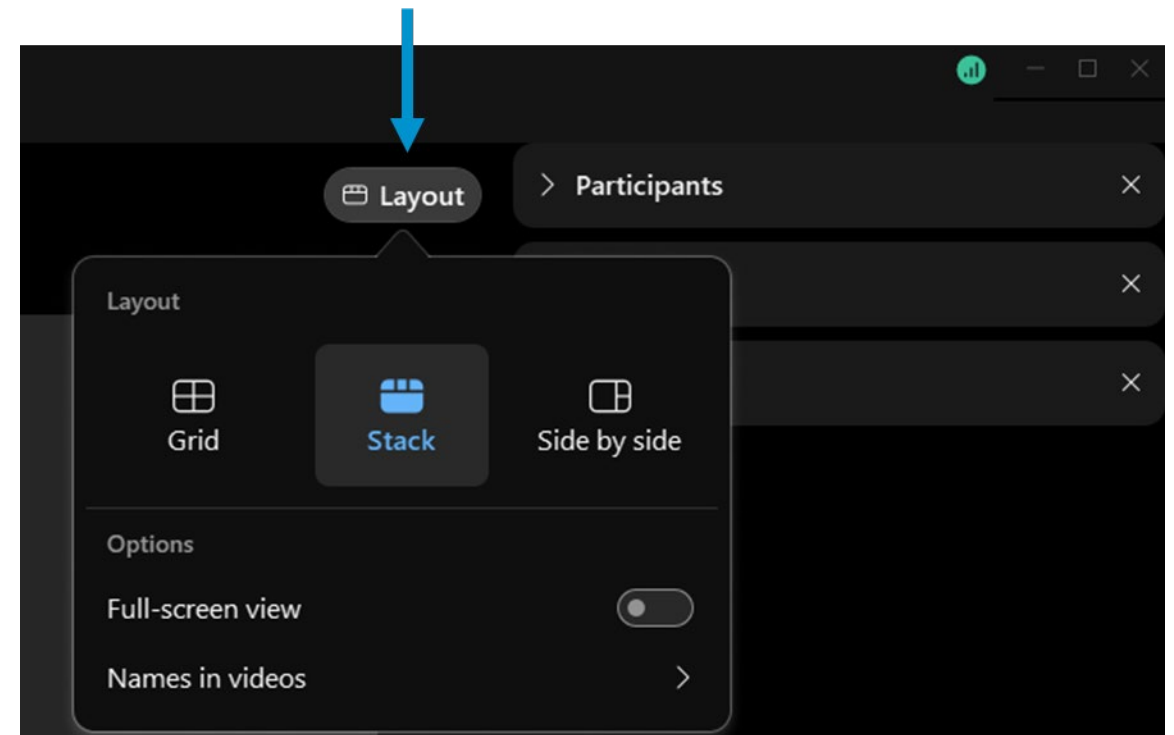 Layout
Participants
Layout
Grid
Stack
Side by side
Options
Full-screen view
Names in videos